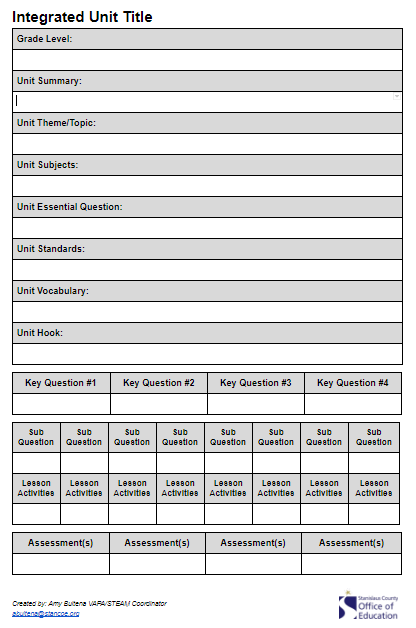 Integrated Unit Title
Grade Level:
Unit Summary:
Unit Theme/Topic:
Unit Subjects:
Unit Essential Question:
Unit Standards:
Unit Vocabulary:
Unit Hook:
Key Question #1 Key Question #2 Key Question #3 Key Question #4
Sub Sub Sub Sub Sub Sub Sub Sub
Question Question Question Question Question Question Question Question
Lesson Lesson Lesson Lesson Lesson Lesson Lesson Lesson
Activities Activities Activities Activities Activities Activities Activities Activities
Assessment(s) Assessment(s) Assessment(s) Assessment(s)
Created by: Amy Bultena VAPA/STEAM Coordinator
abultena@stancoe.org
Stanislaus County
Office of
Education